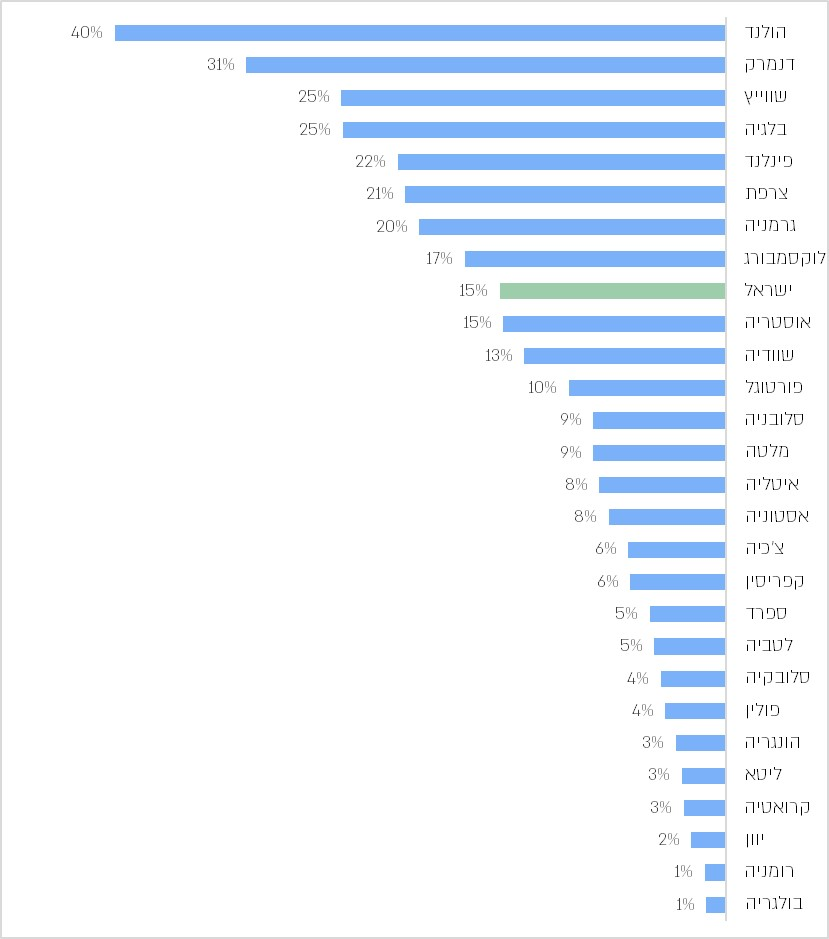 הולנד 40%
דנמרק 31%
שווייץ 25%
בלגיה 25%
פינלנד 22%
צרפת 21%
גרמניה 20%
לוקסמבורג 17%
ישראל 15%
אוסטריה 15%
שוודיה 13%
פורטוגל 10%
סלובניה 9%
מלטה 9%
איטליה 8%
אסטוניה 8%
צ'כיה 6%
קפריסין 6%
ספרד 5%
לטביה 5%
סלובקיה 4%
פולין 4%
הונגריה 3%
ליטא 3%
קרואטיה 3%
יוון 2%
רומניה 1%
בולגריה 1%